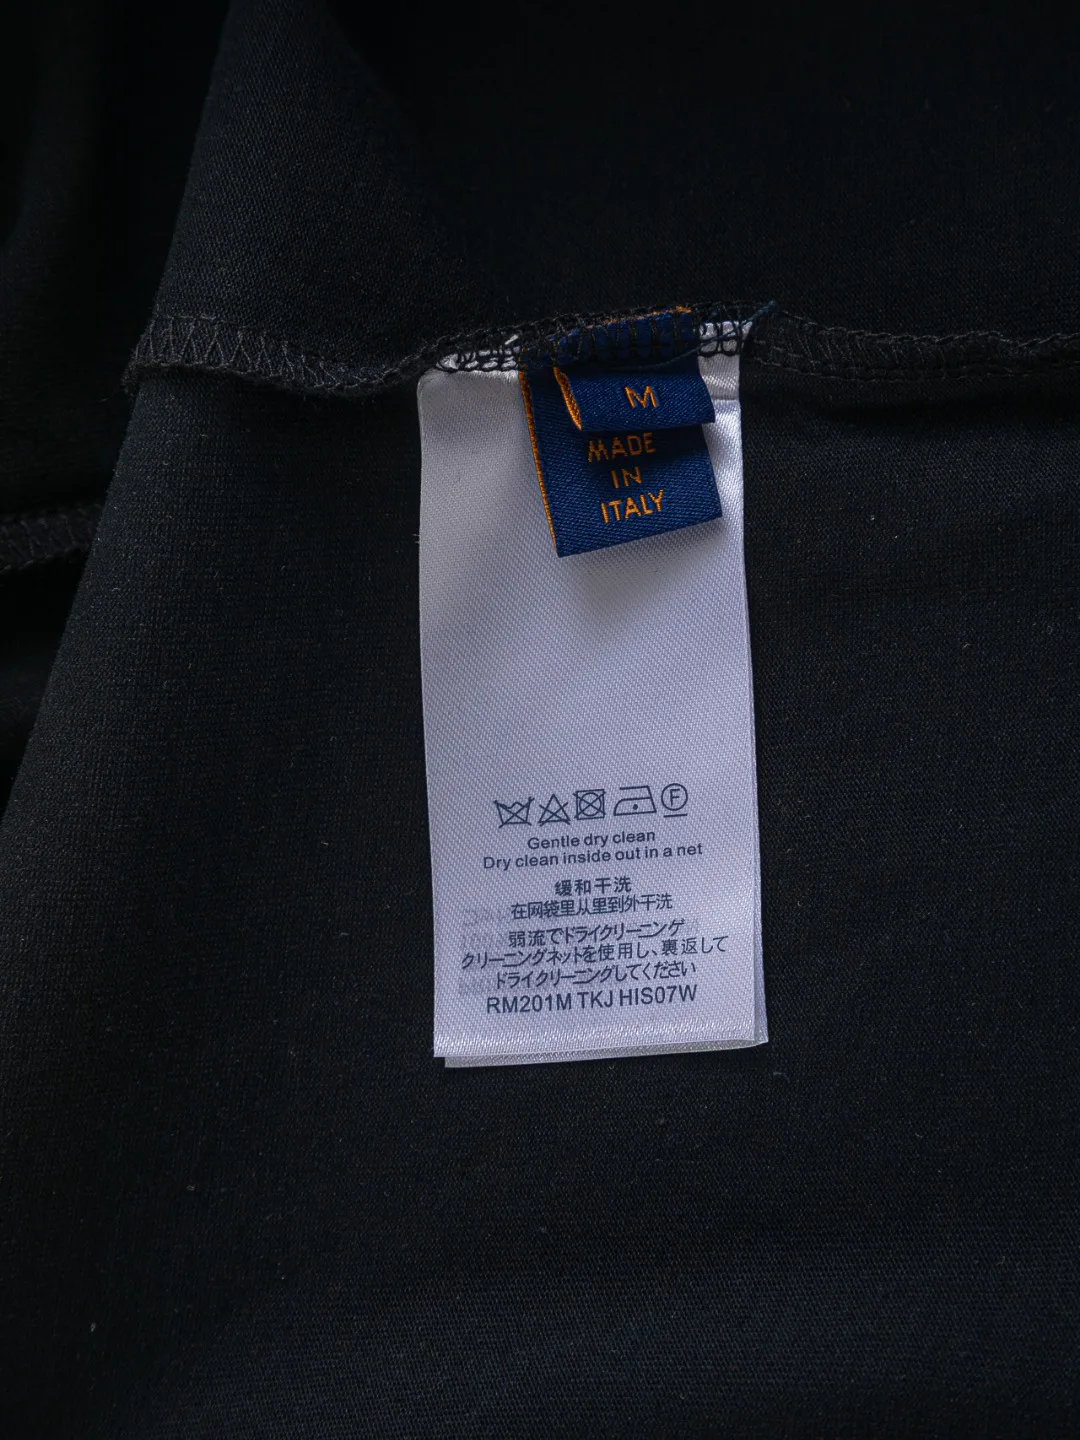 M
MADE
IN
ITALY
F
Gentle dry clean
Dry clean inside out in a net
缓和干洗
在网袋里从里到外干洗
弱流でドライクリーニング
クリーニングネットを使用し、裏返して
ドライクリーニングしてください
RM201M TKJ HIS07W